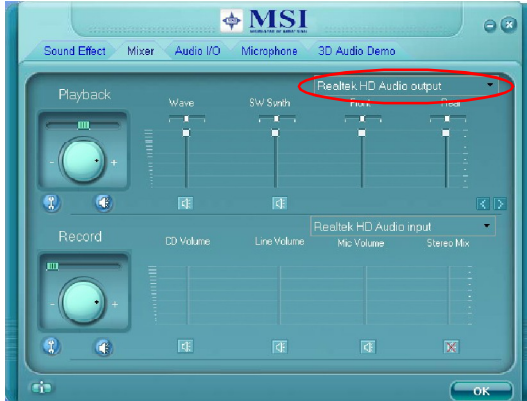 MSI
Sound Effect Mixer Audio I/O Microphone 3D Audio Demo
Realtek HD Audio output
Playback
Wave SW Synth Front Rear
- +
Realtek HD Audio input
Record
CD Volume Line Volume Mic Volume Stereo Mix
- +
OK